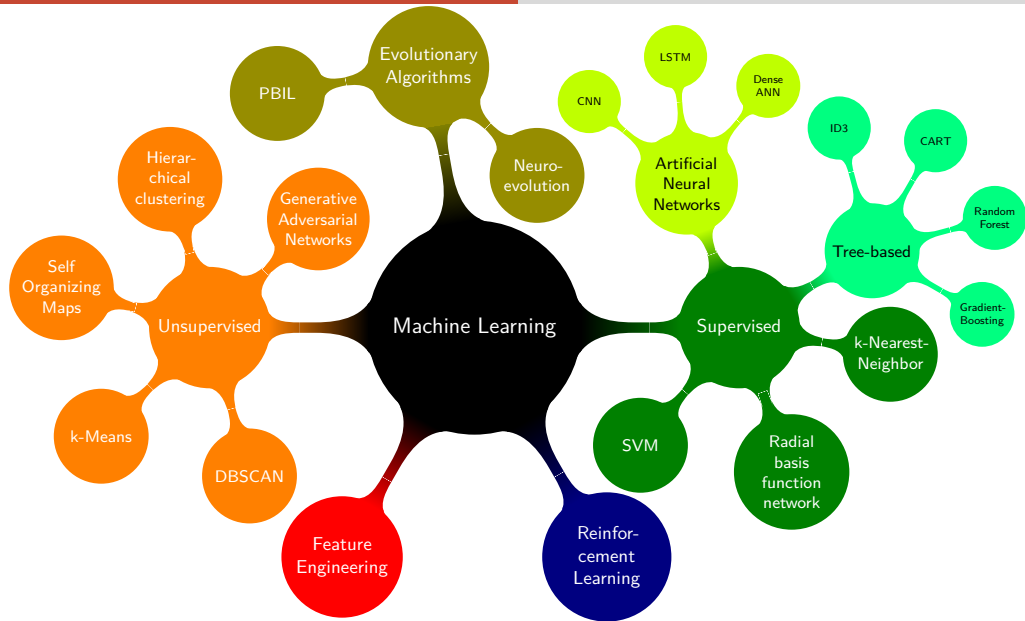 Evolutionary
Algorithms
PBIL
Neuro-
evolution
Hierar-
chical
clustering
Generative
Adversarial
Networks
Self
Organizing
Maps
Unsupervised
k-Means
DBSCAN
Machine Learning
Feature
Engineering
Reinfor-
cement
Learning
Supervised
SVM
Radial
basis
function
network
k-Nearest-
Neighbor
Artificial
Neural
Networks
CNN
LSTM
Dense
ANN
Tree-based
ID3
CART
Random
Forest
Gradient-
Boosting